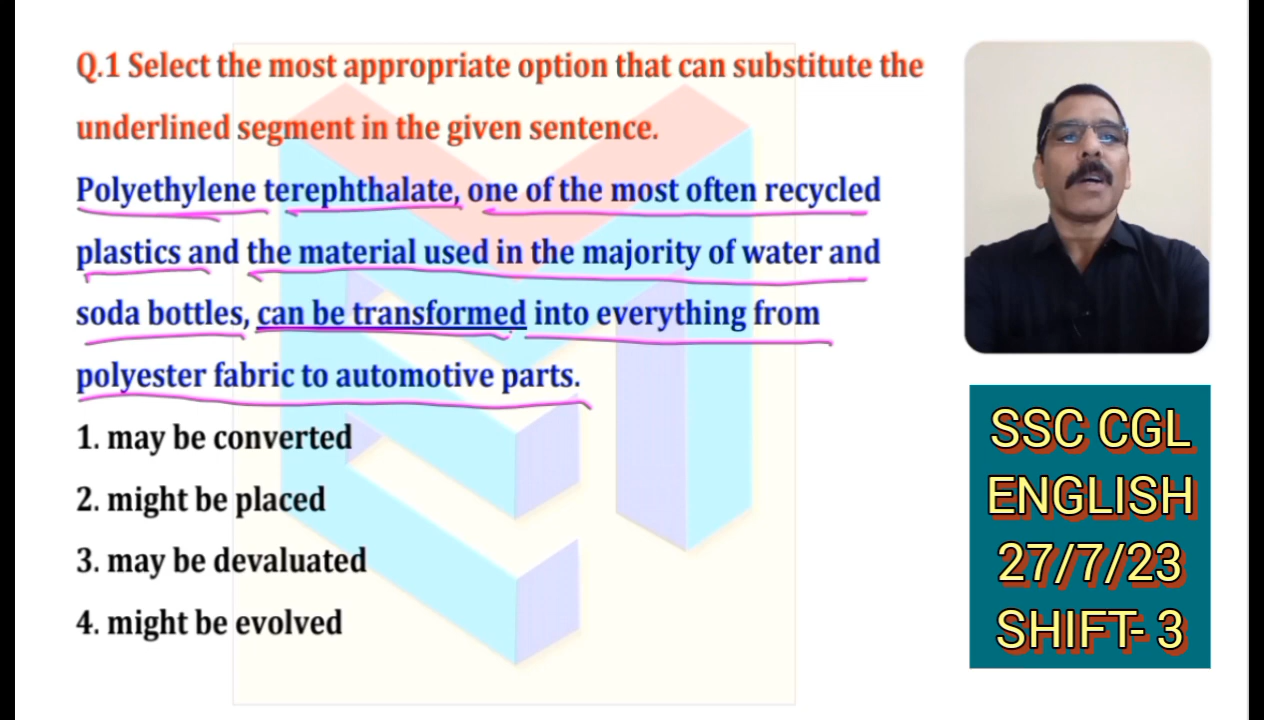 Q.1 Select the most appropriate option that can substitute the
underlined segment in the given sentence.
Polyethylene terephthalate, one of the most often recycled
plastics and the material used in the majority of water and
soda bottles, can be transformed into everything from
polyester fabric to automotive parts.
1. may be converted
2. might be placed
3. may be devaluated
4. might be evolved
SSC CGL
ENGLISH
27/7/23
SHIFT- 3